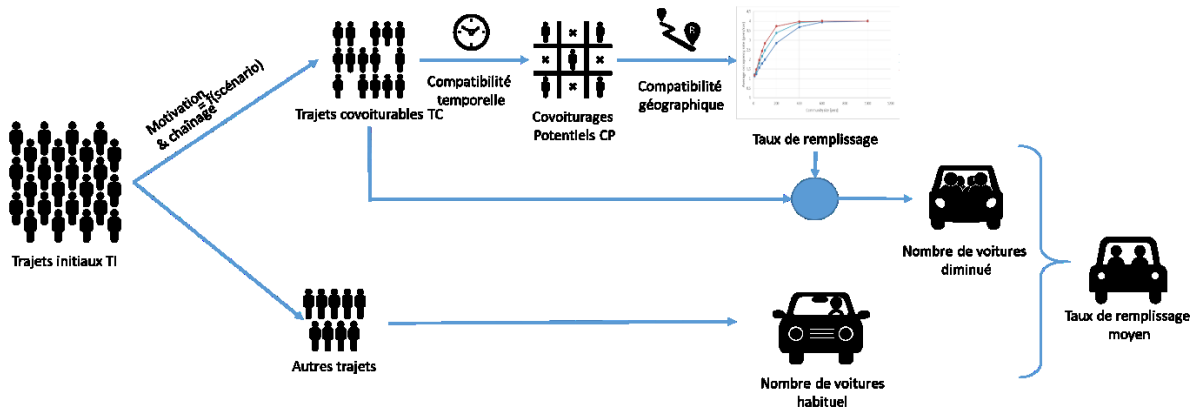 Motivation
& chaînage
= f(scénario)
Trajets initiaux TI
Trajets covoiturables TC
Compatibilité
temporelle
Covoiturages
Potentiels CP
Compatibilité
géographique
Taux de remplissage
Nombre de voitures
diminué
Autres trajets
Nombre de voitures
habituel
Taux de remplissage
moyen